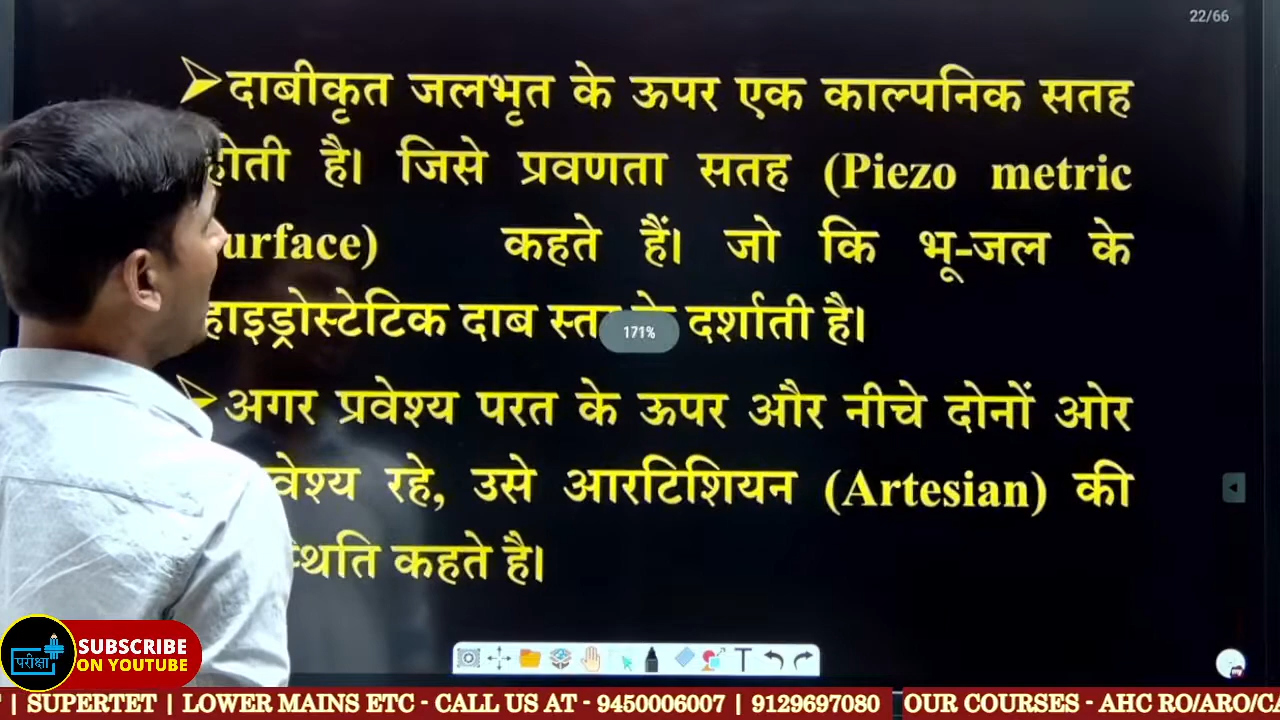 22/66
दाबीकृत जलभृत के ऊपर एक काल्पनिक सतह
होती है। जिसे प्रवणता सतह (Piezo metric
urface) कहते हैं। जो कि भू-जल के
हाइड्रोस्टेटिक दाब स्त दर्शाती है।
171%
अगर प्रवेश्य परत के ऊपर और नीचे दोनों ओर
वेश्य रहे, उसे आरटिशियन (Artesian) की
स्थिति कहते है।
परीक्षा
SUBSCRIBE
ON YOUTUBE
| SUPERTET | LOWER MAINS ETC - CALL US AT - 9450006007 | 9129697080 OUR COURSES - AHC RO/ARO/CA